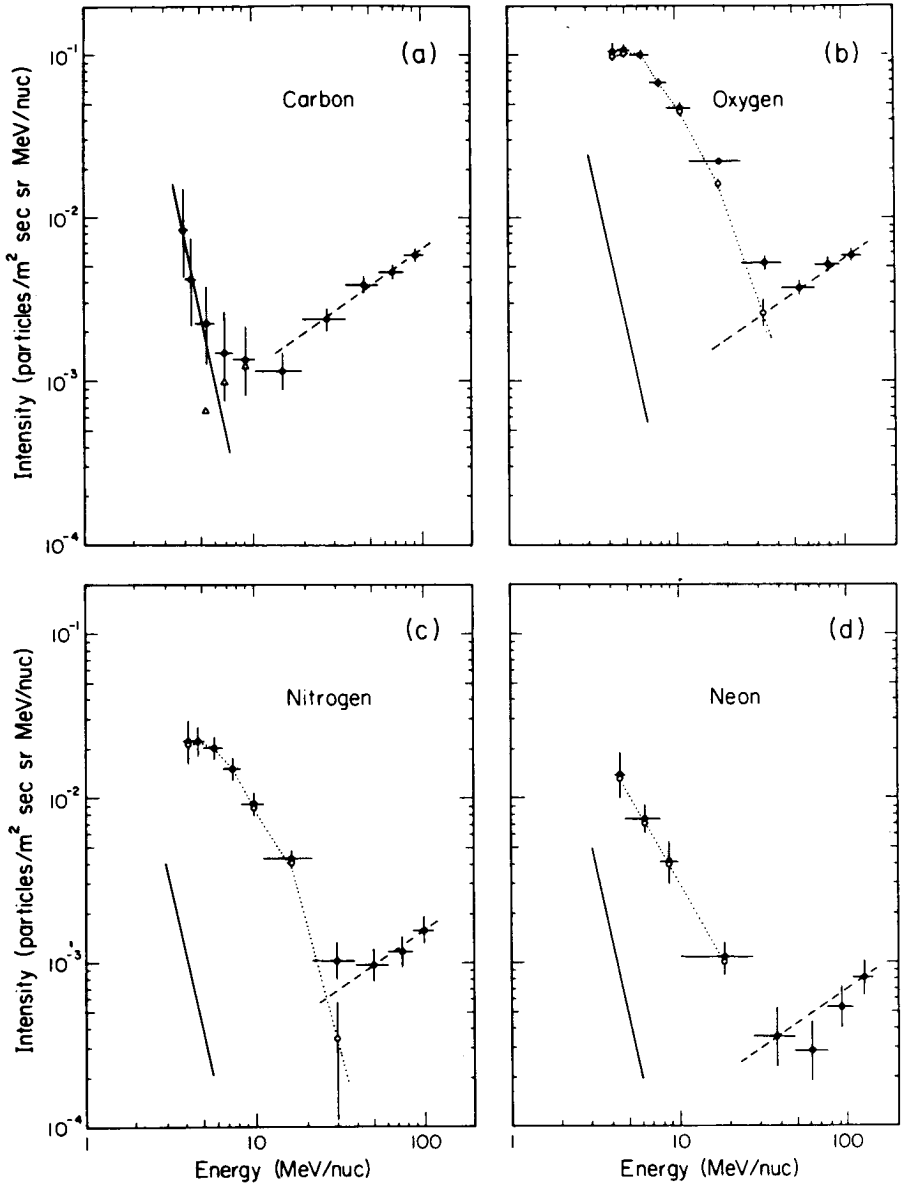 (a)
Carbon
10⁻¹
10⁻²
10⁻³
10⁻⁴
Intensity (particles/m² sec sr MeV/nuc)
(b)
Oxygen
(c)
Nitrogen
10⁻¹
10⁻²
10⁻³
10⁻⁴
Intensity (particles/m² sec sr MeV/nuc)
1 10 100
Energy (MeV/nuc)
(d)
Neon
1 10 100
Energy (MeV/nuc)